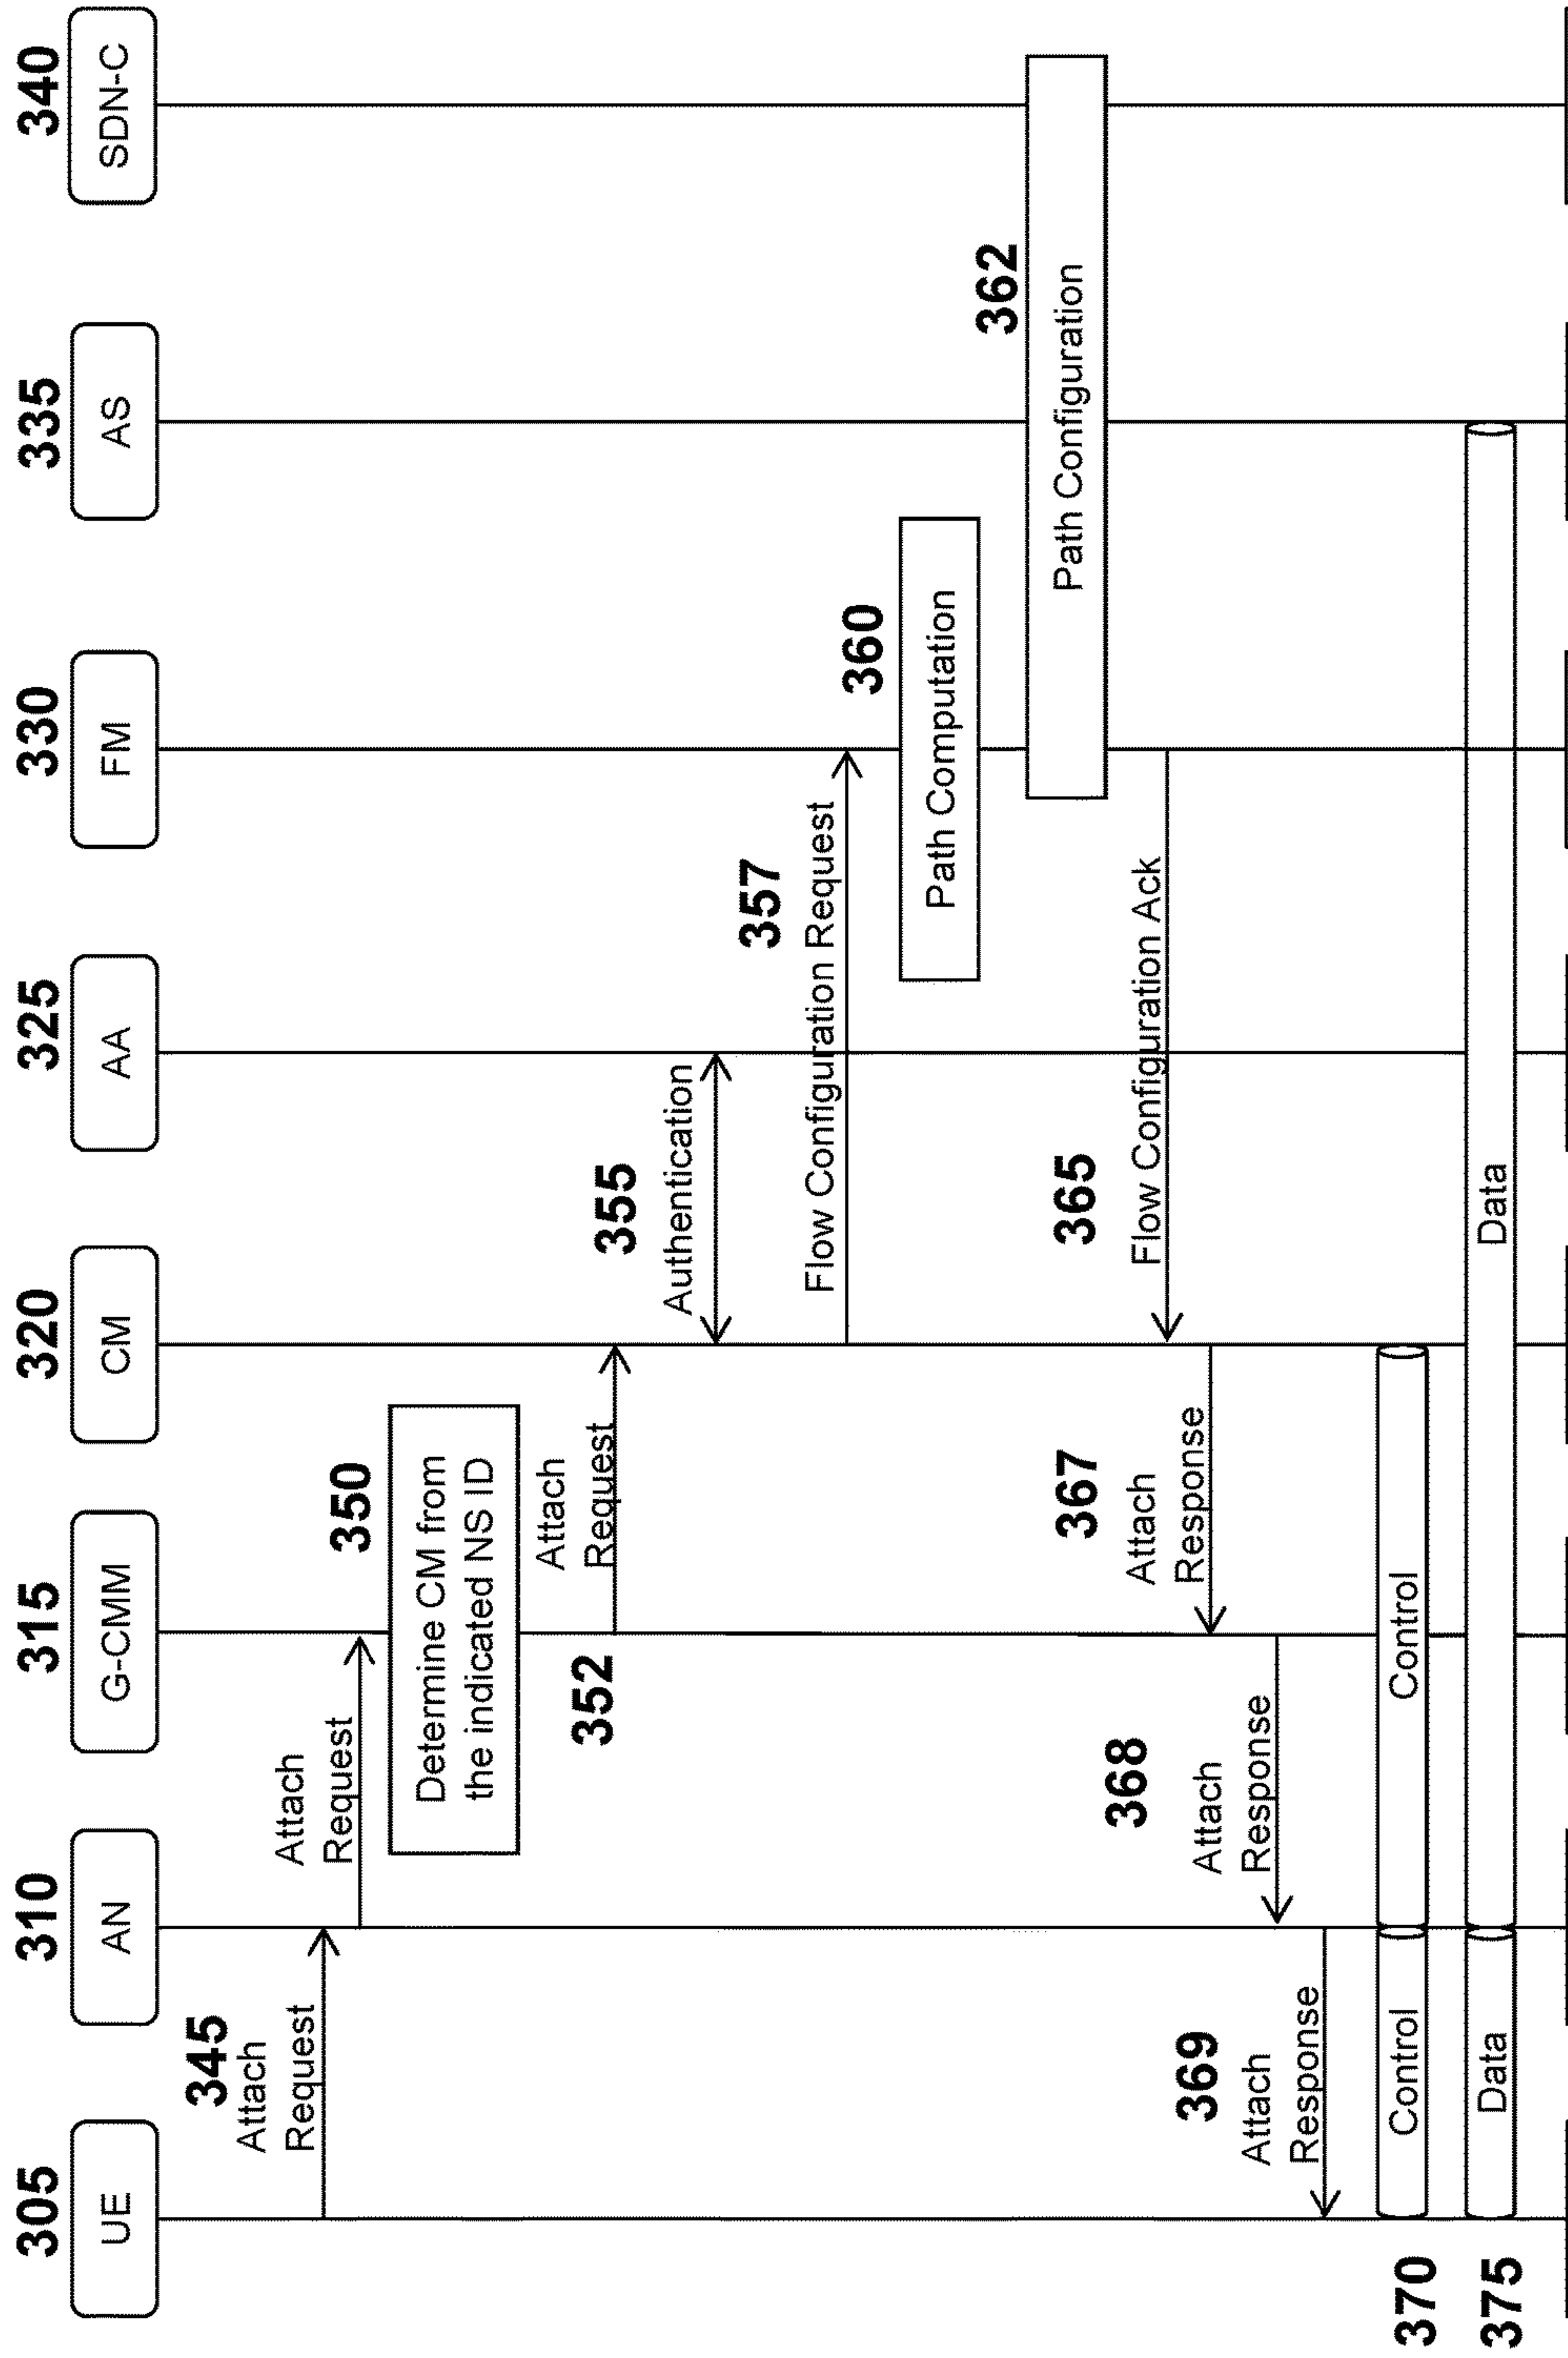 305
310
315
320
325
330
335
340
UE
AN
G-CMM
CM
AA
FM
AS
SDN-C
345
Attach
Request
Attach
Request
350
Determine CM from
the indicated NS ID
Attach
Request
352
355
Authentication
357
Flow Configuration Request
360
Path Computation
362
Path Configuration
365
Flow Configuration Ack
367
Attach
Response
368
Attach
Response
369
Attach
Response
370
Control
Control
375
Data
Data